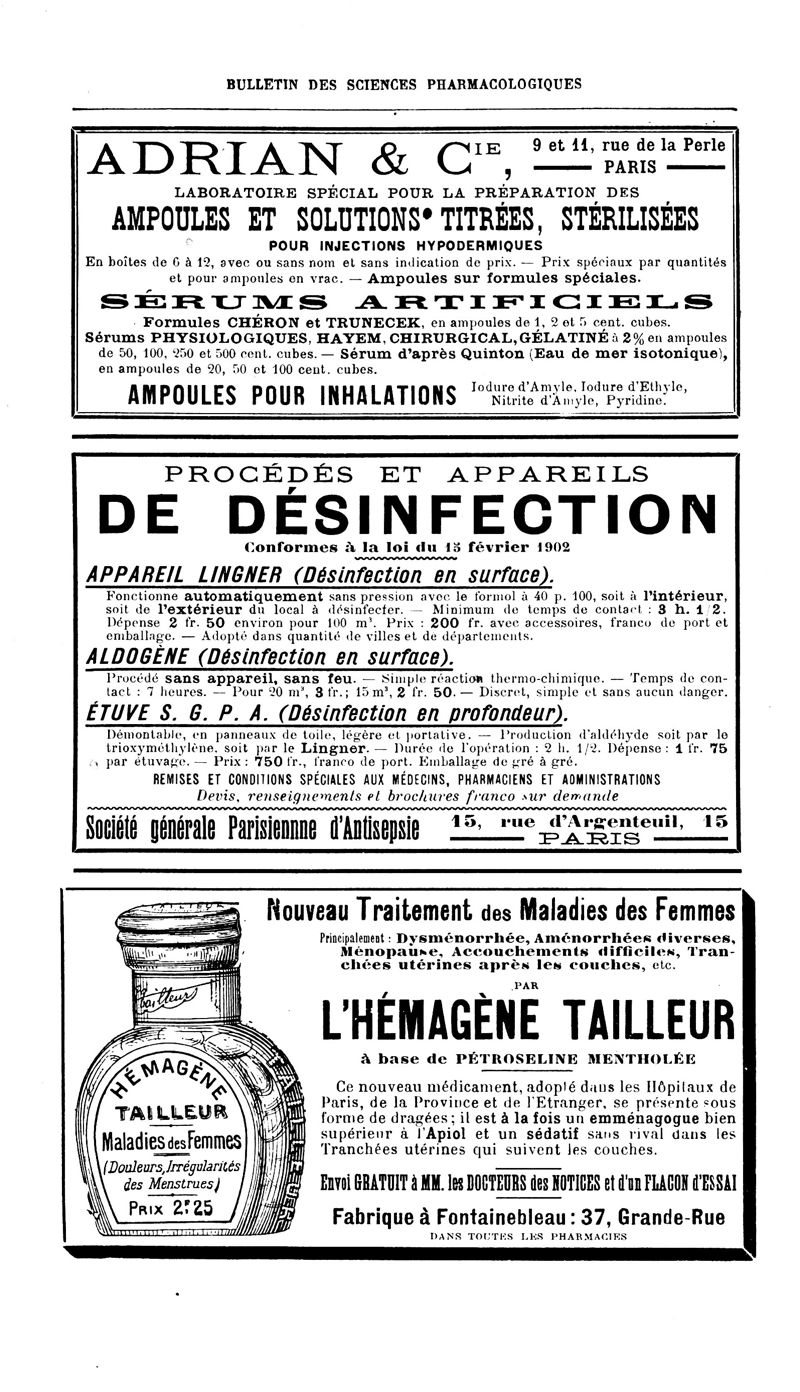 BULLETIN DES SCIENCES PHARMACOLOGIQUES
ADRIAN & CIE,
9 et 11, rue de la Perle
PARIS
LABORATOIRE SPÉCIAL POUR LA PRÉPARATION DES
AMPOULES ET SOLUTIONS TITRÉES, STÉRILISÉES
POUR INJECTIONS HYPODERMIQUES
En boîtes de 6 à 12, avec ou sans nom et sans indication de prix. — Prix spéciaux par quantités
et pour ampoules en vrac. — Ampoules sur formules spéciales.
SÉRUMS ARTIFICIELS
Formules CHÉRON et TRUNECEK, en ampoules de 1, 2 et 5 cent. cubes.
Sérums PHYSIOLOGIQUES, HAYEM, CHIRURGICAL, GÉLATINÉ à 2% en ampoules
de 50, 100, 250 et 500 cent. cubes. — Sérum d'après Quinton (Eau de mer isotonique),
en ampoules de 20, 50 et 100 cent. cubes.
AMPOULES POUR INHALATIONS
Iodure d'Amyle, Iodure d'Ethyle,
Nitrite d'Amyle, Pyridine.
PROCÉDÉS ET APPAREILS
DE DÉSINFECTION
Conformes à la loi du 15 février 1902
APPAREIL LINGNER (Désinfection en surface).
Fonctionne automatiquement sans pression avec le formol à 40 p. 100, soit à l'intérieur,
soit de l'extérieur du local à désinfecter. — Minimum de temps de contact : 3 h. 1/2.
Dépense 2 fr. 50 environ pour 100 m³. Prix : 200 fr. avec accessoires, franco de port et
emballage. — Adopté dans quantité de villes et de départements.
ALDOGÈNE (Désinfection en surface).
Procédé sans appareil, sans feu. — Simple réaction thermo-chimique. — Temps de con-
tact : 7 heures. — Pour 20 m³, 3 fr.; 15 m³, 2 fr. 50. — Discret, simple et sans aucun danger.
ÉTUVE S. G. P. A. (Désinfection en profondeur).
Démontable, en panneaux de toile, légère et portative. — Production d'aldéhyde soit par le
trioxyméthylène, soit par le Lingner. — Durée de l'opération : 2 h. 1/2. Dépense : 1 fr. 75
par étuvage. — Prix : 750 fr., franco de port. Emballage de gré à gré.
REMISES ET CONDITIONS SPÉCIALES AUX MÉDECINS, PHARMACIENS ET ADMINISTRATIONS
Devis, renseignements et brochures franco sur demande
Société générale Parisiennne d'Antisepsie
15, rue d'Argenteuil, 15
PARIS
Nouveau Traitement des Maladies des Femmes
Principalement : Dysménorrhée, Aménorrhées diverses,
Ménopause, Accouchements difficiles, Tran-
chées utérines après les couches, etc.
PAR
L'HÉMAGÈNE TAILLEUR
à base de PÉTROSELINE MENTHOLÉE
Ce nouveau médicament, adopté dans les Hôpitaux de
Paris, de la Province et de l'Etranger, se présente sous
forme de dragées ; il est à la fois un emménagogue bien
supérieur à l'Apiol et un sédatif sans rival dans les
Tranchées utérines qui suivent les couches.
Envoi GRATUIT à MM. les DOCTEURS des NOTICES et d'un FLACON d'ESSAI
Fabrique à Fontainebleau : 37, Grande-Rue
DANS TOUTES LES PHARMACIES
TAILLEUR
Tailleur
HÉMAGÈNE
TAILLEUR
Maladies des Femmes
(Douleurs, Irrégularités
des Menstrues)
PRIX 2F 25
TAILLEUR